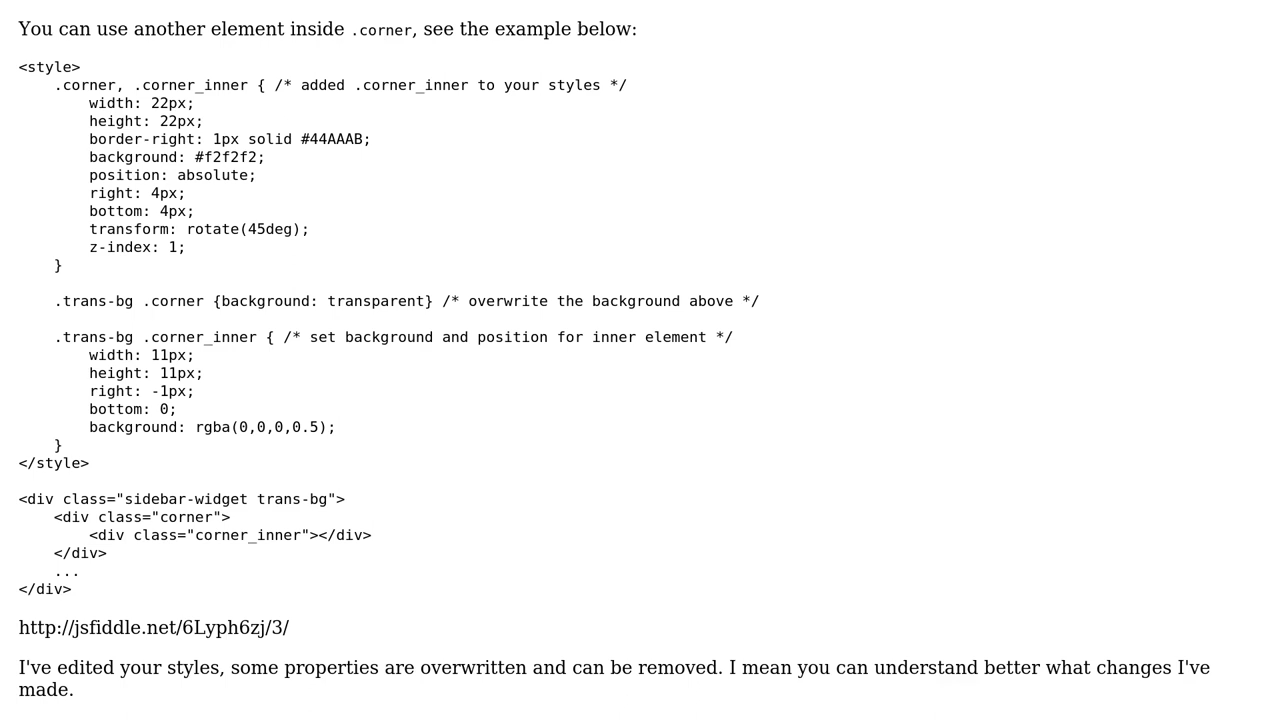 You can use another element inside .corner, see the example below:
<style>
    .corner, .corner_inner { /* added .corner_inner to your styles */
        width: 22px;
        height: 22px;
        border-right: 1px solid #44AAAB;
        background: #f2f2f2;
        position: absolute;
        right: 4px;
        bottom: 4px;
        transform: rotate(45deg);
        z-index: 1;
    }
    .trans-bg .corner {background: transparent} /* overwrite the background above */
    .trans-bg .corner_inner { /* set background and position for inner element */
        width: 11px;
        height: 11px;
        right: -1px;
        bottom: 0;
        background: rgba(0,0,0,0.5);
    }
</style>
<div class="sidebar-widget trans-bg">
    <div class="corner">
        <div class="corner_inner"></div>
    </div>
    ...
</div>
http://jsfiddle.net/6Lyph6zj/3/
I've edited your styles, some properties are overwritten and can be removed. I mean you can understand better what changes I've
made.